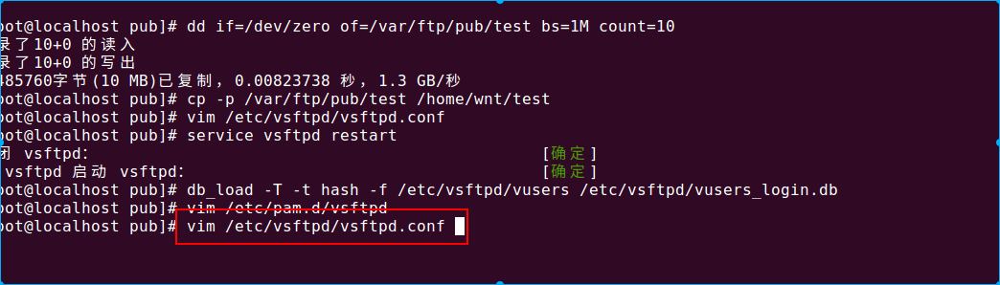 oot@localhost pub]# dd if=/dev/zero of=/var/ftp/pub/test bs=1M count=10
录了10+0 的读入
录了10+0 的写出
485760字节(10 MB)已复制，0.00823738 秒，1.3 GB/秒
oot@localhost pub]# cp -p /var/ftp/pub/test /home/wnt/test
oot@localhost pub]# vim /etc/vsftpd/vsftpd.conf
oot@localhost pub]# service vsftpd restart
闭 vsftpd： [确定]
vsftpd 启动 vsftpd： [确定]
oot@localhost pub]# db_load -T -t hash -f /etc/vsftpd/vusers /etc/vsftpd/vusers_login.db
oot@localhost pub]# vim /etc/pam.d/vsftpd
oot@localhost pub]# vim /etc/vsftpd/vsftpd.conf